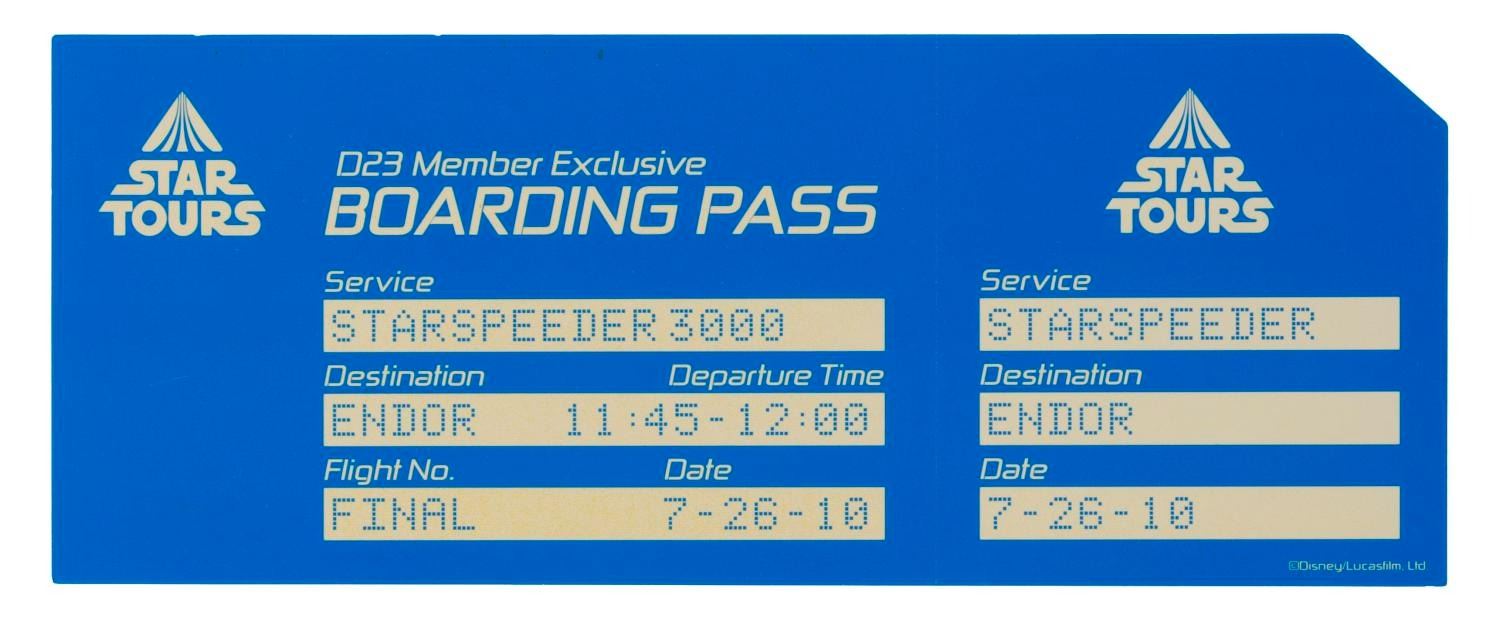 STAR
TOURS
D23 Member Exclusive
BOARDING PASS
Service
STARSPEEDER 3000
Destination Departure Time
ENDOR 11:45-12:00
Flight No. Date
FINAL 7-26-10
STAR
TOURS
Service
STARSPEEDER
Destination
ENDOR
Date
7-26-10
©Disney/Lucasfilm, Ltd